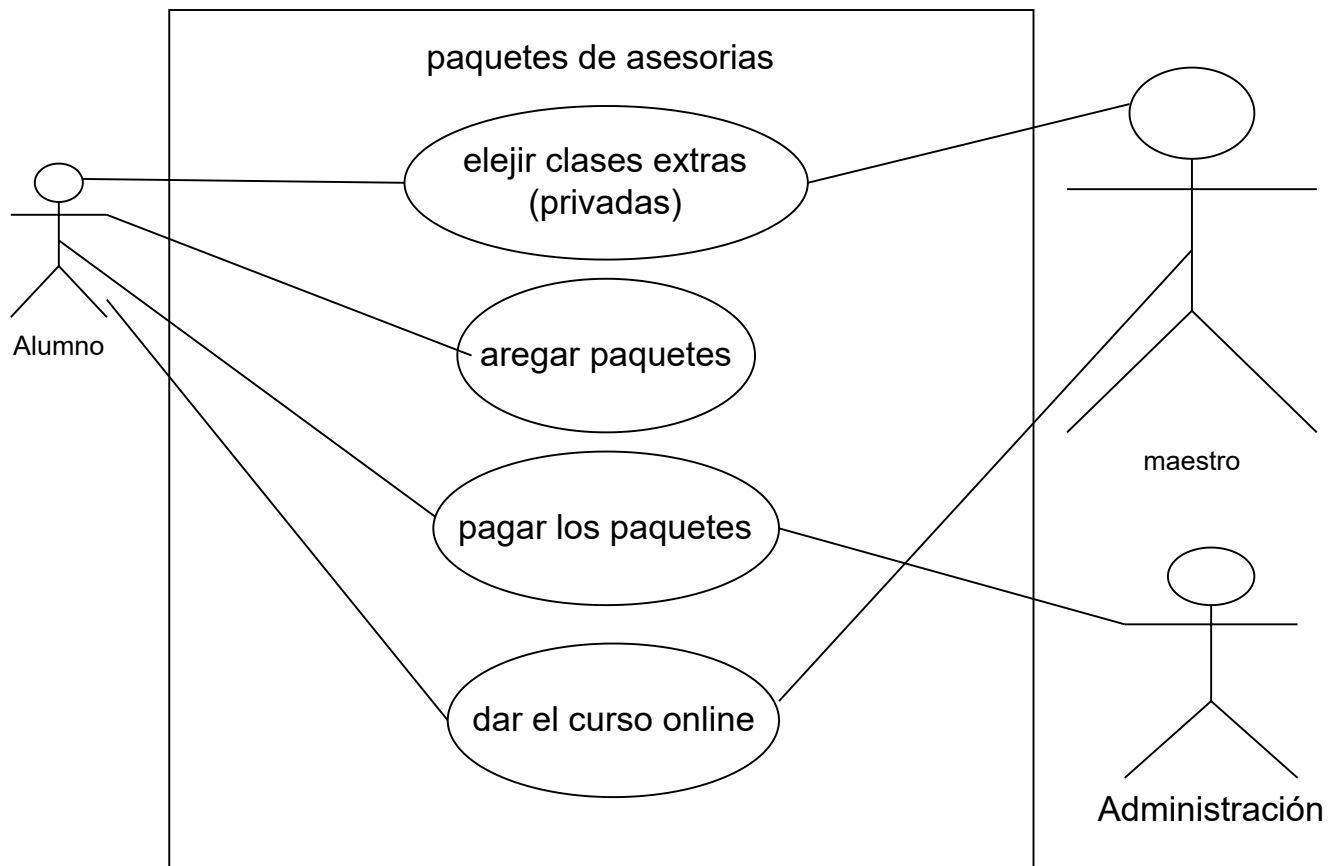 paquetes de asesorias
elejir clases extras
(privadas)
aregar paquetes
Alumno
maestro
pagar los paquetes
dar el curso online
Administración